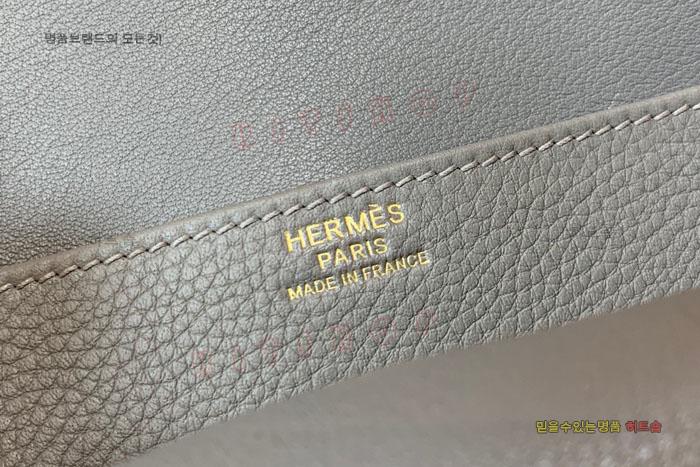 명품브랜드의 모든것!
HERMÈS
PARIS
MADE IN FRANCE
믿을수있는명품 히트숍